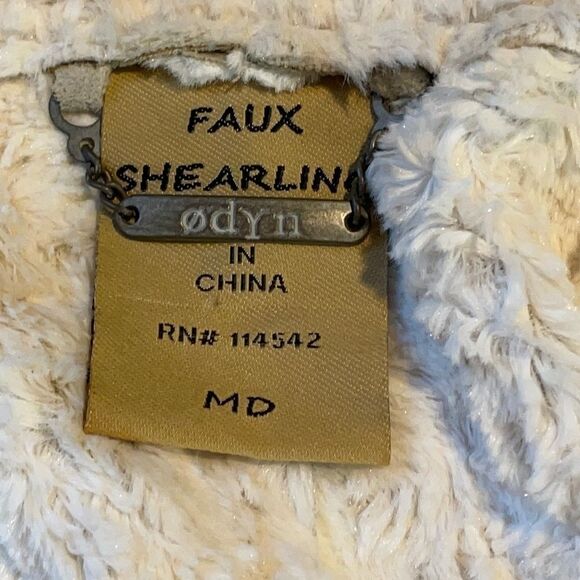 FAUX
SHEARLIN
ødyn
IN
CHINA
RN# 114542
MD